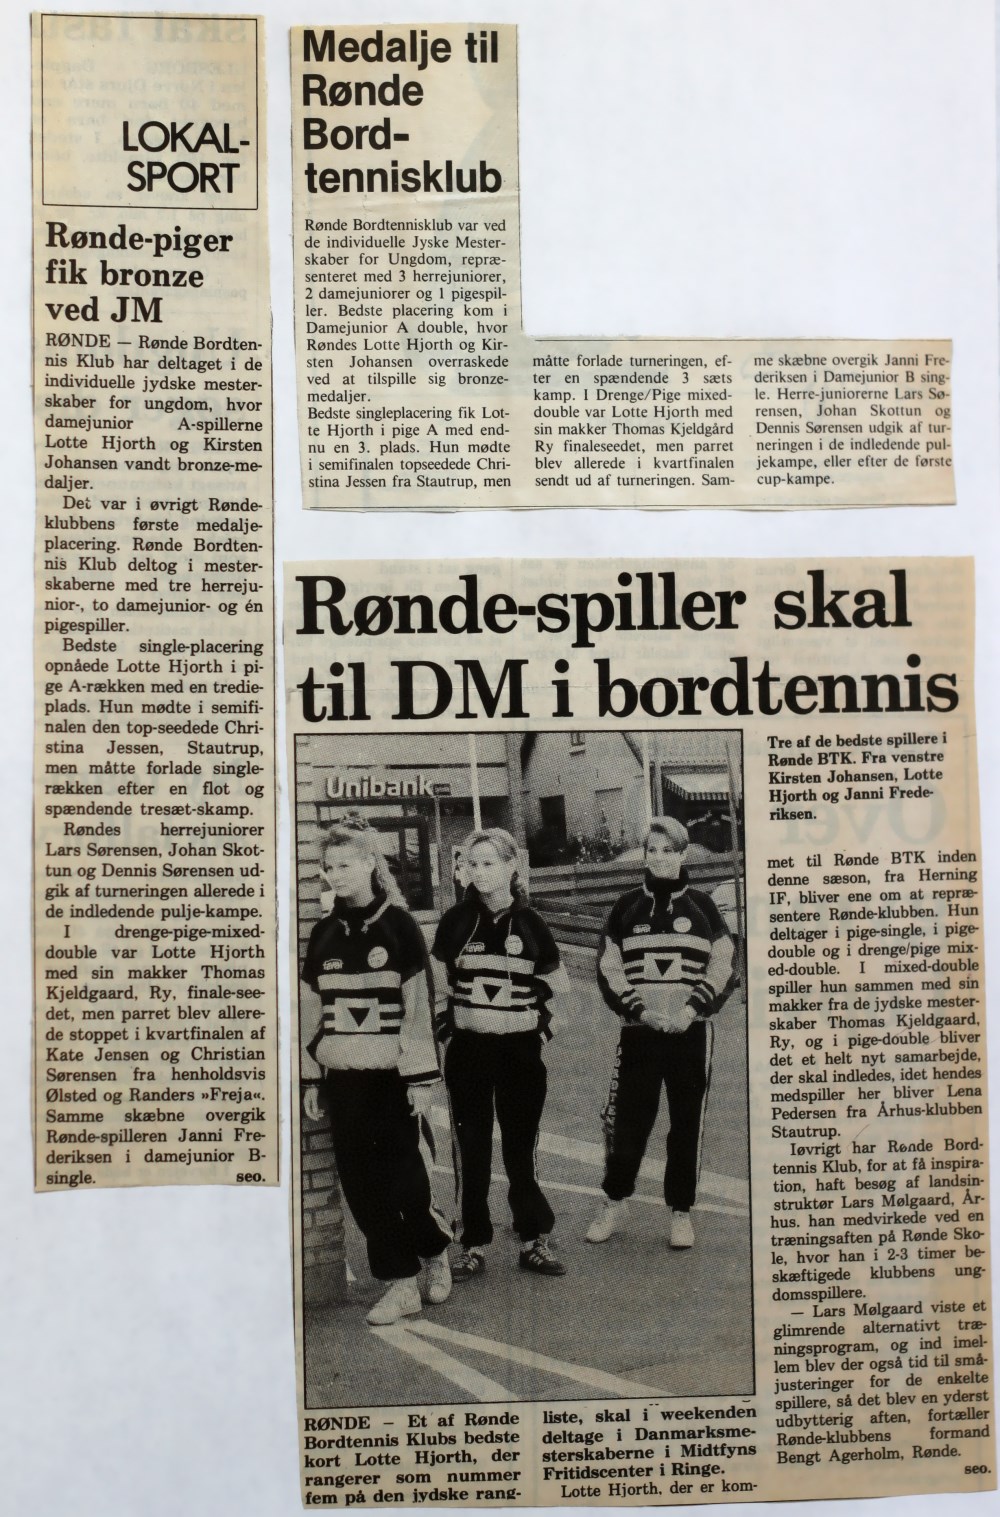 LOKAL-
SPORT
Rønde-piger
fik bronze
ved JM
RØNDE — Rønde Bordten-
nis Klub har deltaget i de
individuelle jydske mester-
skaber for ungdom, hvor
damejunior A-spillerne
Lotte Hjorth og Kirsten
Johansen vandt bronze-me-
daljer.
Det var i øvrigt Rønde-
klubbens første medalje-
placering. Rønde Bordten-
nis Klub deltog i mester-
skaberne med tre herreju-
nior-, to damejunior- og én
pigespiller.
Bedste single-placering
opnåede Lotte Hjorth i pi-
ge A-rækken med en tredie-
plads. Hun mødte i semifi-
nalen den top-seedede Chri-
stina Jessen, Stautrup,
men måtte forlade single-
rækken efter en flot og
spændende tresæt-skamp.
Røndes herrejuniorer
Lars Sørensen, Johan Skot-
tun og Dennis Sørensen ud-
gik af turneringen allerede i
de indledende pulje-kampe.
I drenge-pige-mixed-
double var Lotte Hjorth
med sin makker Thomas
Kjeldgaard, Ry, finale-see-
det, men parret blev allere-
de stoppet i kvartfinalen af
Kate Jensen og Christian
Sørensen fra henholdsvis
Ølsted og Randers »Freja«.
Samme skæbne overgik
Rønde-spilleren Janni Fre-
deriksen i damejunior B-
single. seo.
Medalje til
Rønde
Bord-
tennisklub
Rønde Bordtennisklub var ved
de individuelle Jyske Mester-
skaber for Ungdom, repræ-
senteret med 3 herrejuniorer,
2 damejuniorer og 1 pigespil-
ler. Bedste placering kom i
Damejunior A double, hvor
Røndes Lotte Hjorth og Kir-
sten Johansen overraskede
ved at tilspille sig bronze-
medaljer.
Bedste singleplacering fik Lot-
te Hjorth i pige A med end-
nu en 3. plads. Hun mødte
i semifinalen topseedede Chri-
stina Jessen fra Stautrup, men
måtte forlade turneringen, ef-
ter en spændende 3 sæts
kamp. I Drenge/Pige mixed-
double var Lotte Hjorth med
sin makker Thomas Kjeldgård
Ry finaleseedet, men parret
blev allerede i kvartfinalen
sendt ud af turneringen. Sam-
me skæbne overgik Janni Fre-
deriksen i Damejunior B sing-
le. Herre-juniorerne Lars Sø-
rensen, Johan Skottun og
Dennis Sørensen udgik af tur-
neringen i de indledende pul-
jekampe, eller efter de første
cup-kampe.
Rønde-spiller skal
til DM i bordtennis
Unibank
Tre af de bedste spillere i
Rønde BTK. Fra venstre
Kirsten Johansen, Lotte
Hjorth og Janni Frede-
riksen.
RØNDE — Et af Rønde
Bordtennis Klubs bedste
kort Lotte Hjorth, der
rangerer som nummer
fem på den jydske rang-
liste, skal i weekenden
deltage i Danmarksme-
sterskaberne i Midtfyns
Fritidscenter i Ringe.
Lotte Hjorth, der er kom-
met til Rønde BTK inden
denne sæson, fra Herning
IF, bliver ene om at repræ-
sentere Rønde-klubben. Hun
deltager i pige-single, i pige-
double og i drenge/pige mix-
ed-double. I mixed-double
spiller hun sammen med sin
makker fra de jydske mester-
skaber Thomas Kjeldgaard,
Ry, og i pige-double bliver
det et helt nyt samarbejde,
der skal indledes, idet hendes
medspiller her bliver Lena
Pedersen fra Århus-klubben
Stautrup.
Iøvrigt har Rønde Bord-
tennis Klub, for at få inspira-
tion, haft besøg af landsin-
struktør Lars Mølgaard, År-
hus, han medvirkede ved en
træningsaften på Rønde Sko-
le, hvor han i 2-3 timer be-
skæftigede klubbens ung-
domsspillere.
— Lars Mølgaard viste et
glimrende alternativt træ-
ningsprogram, og ind imel-
lem blev der også tid til små-
justeringer for de enkelte
spillere, så det blev en yderst
udbytterig aften, fortæller
Rønde-klubbens formand
Bengt Agerholm, Rønde.
seo.